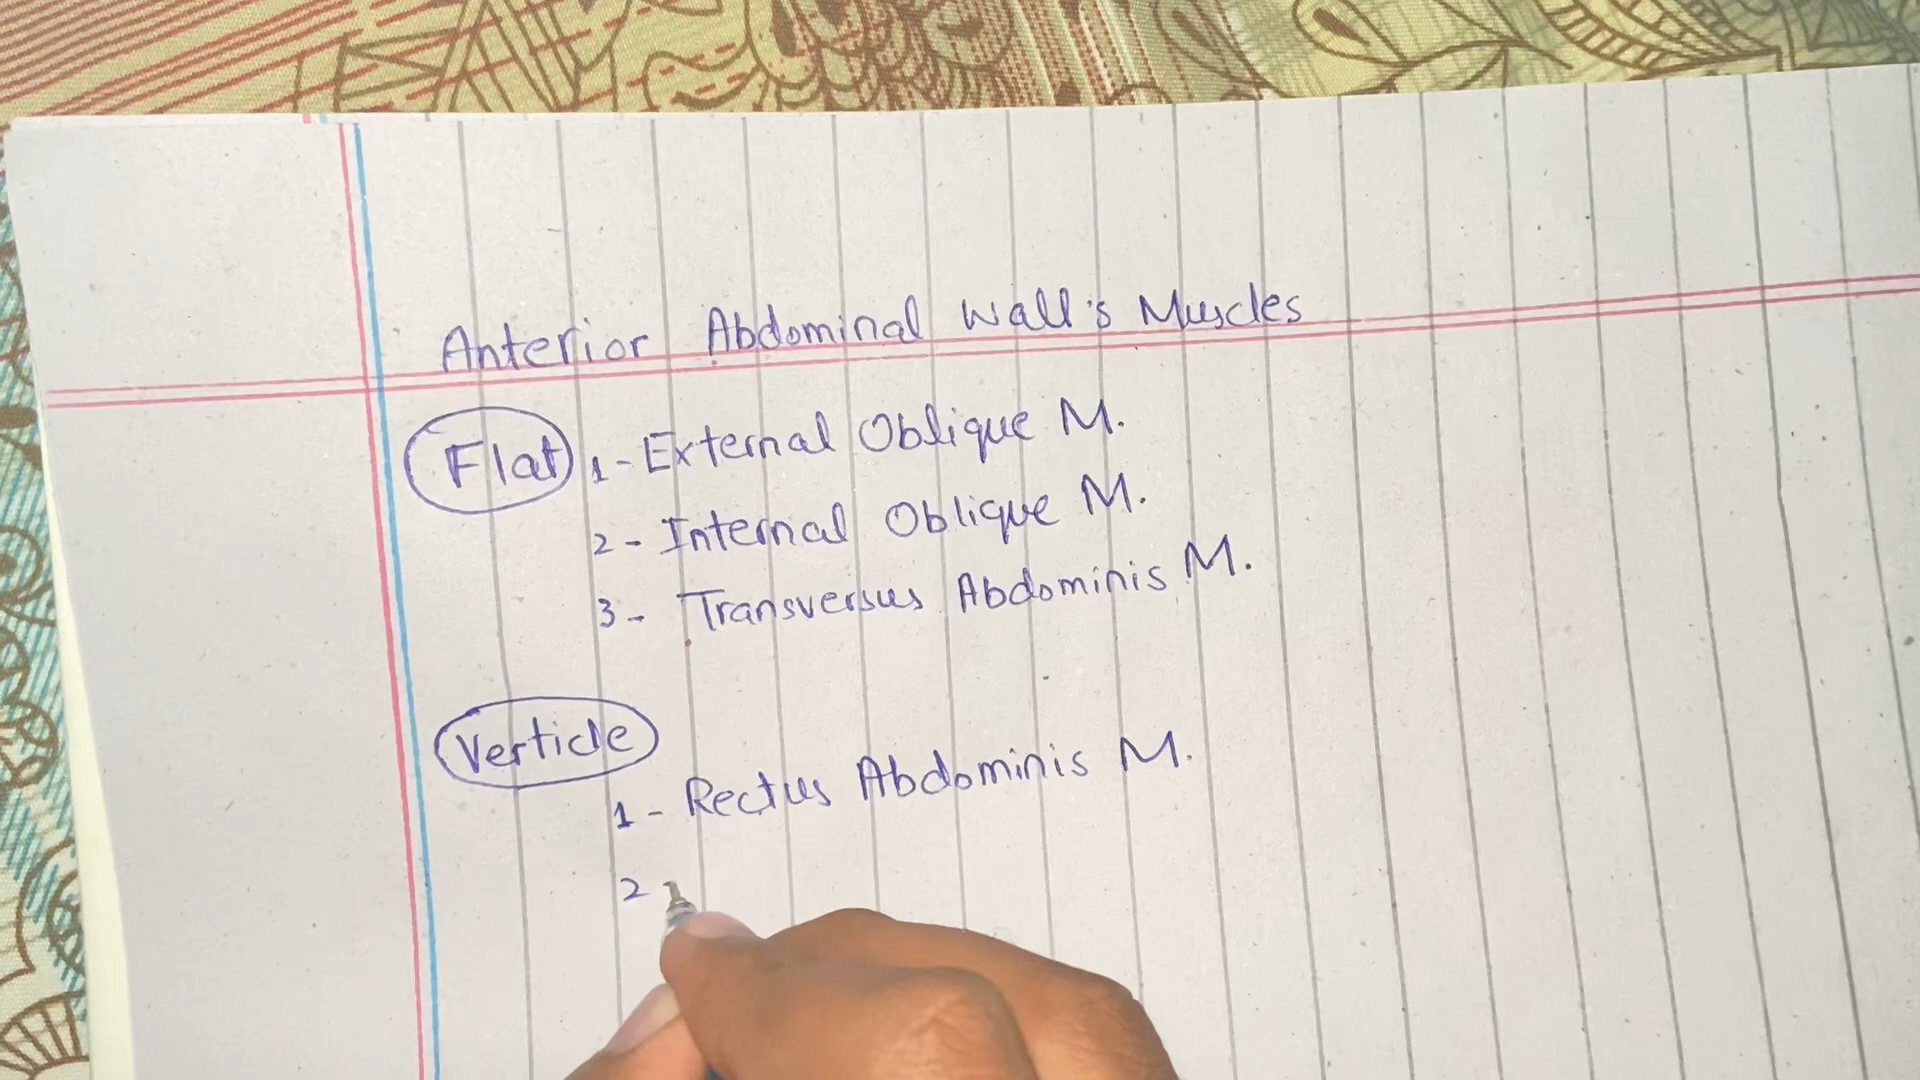 Anterior Abdominal Wall's Muscles
Flat 1- External Oblique M.
2- Internal Oblique M.
3- Transversus Abdominis M.
Verticle
1- Rectus Abdominis M.
2